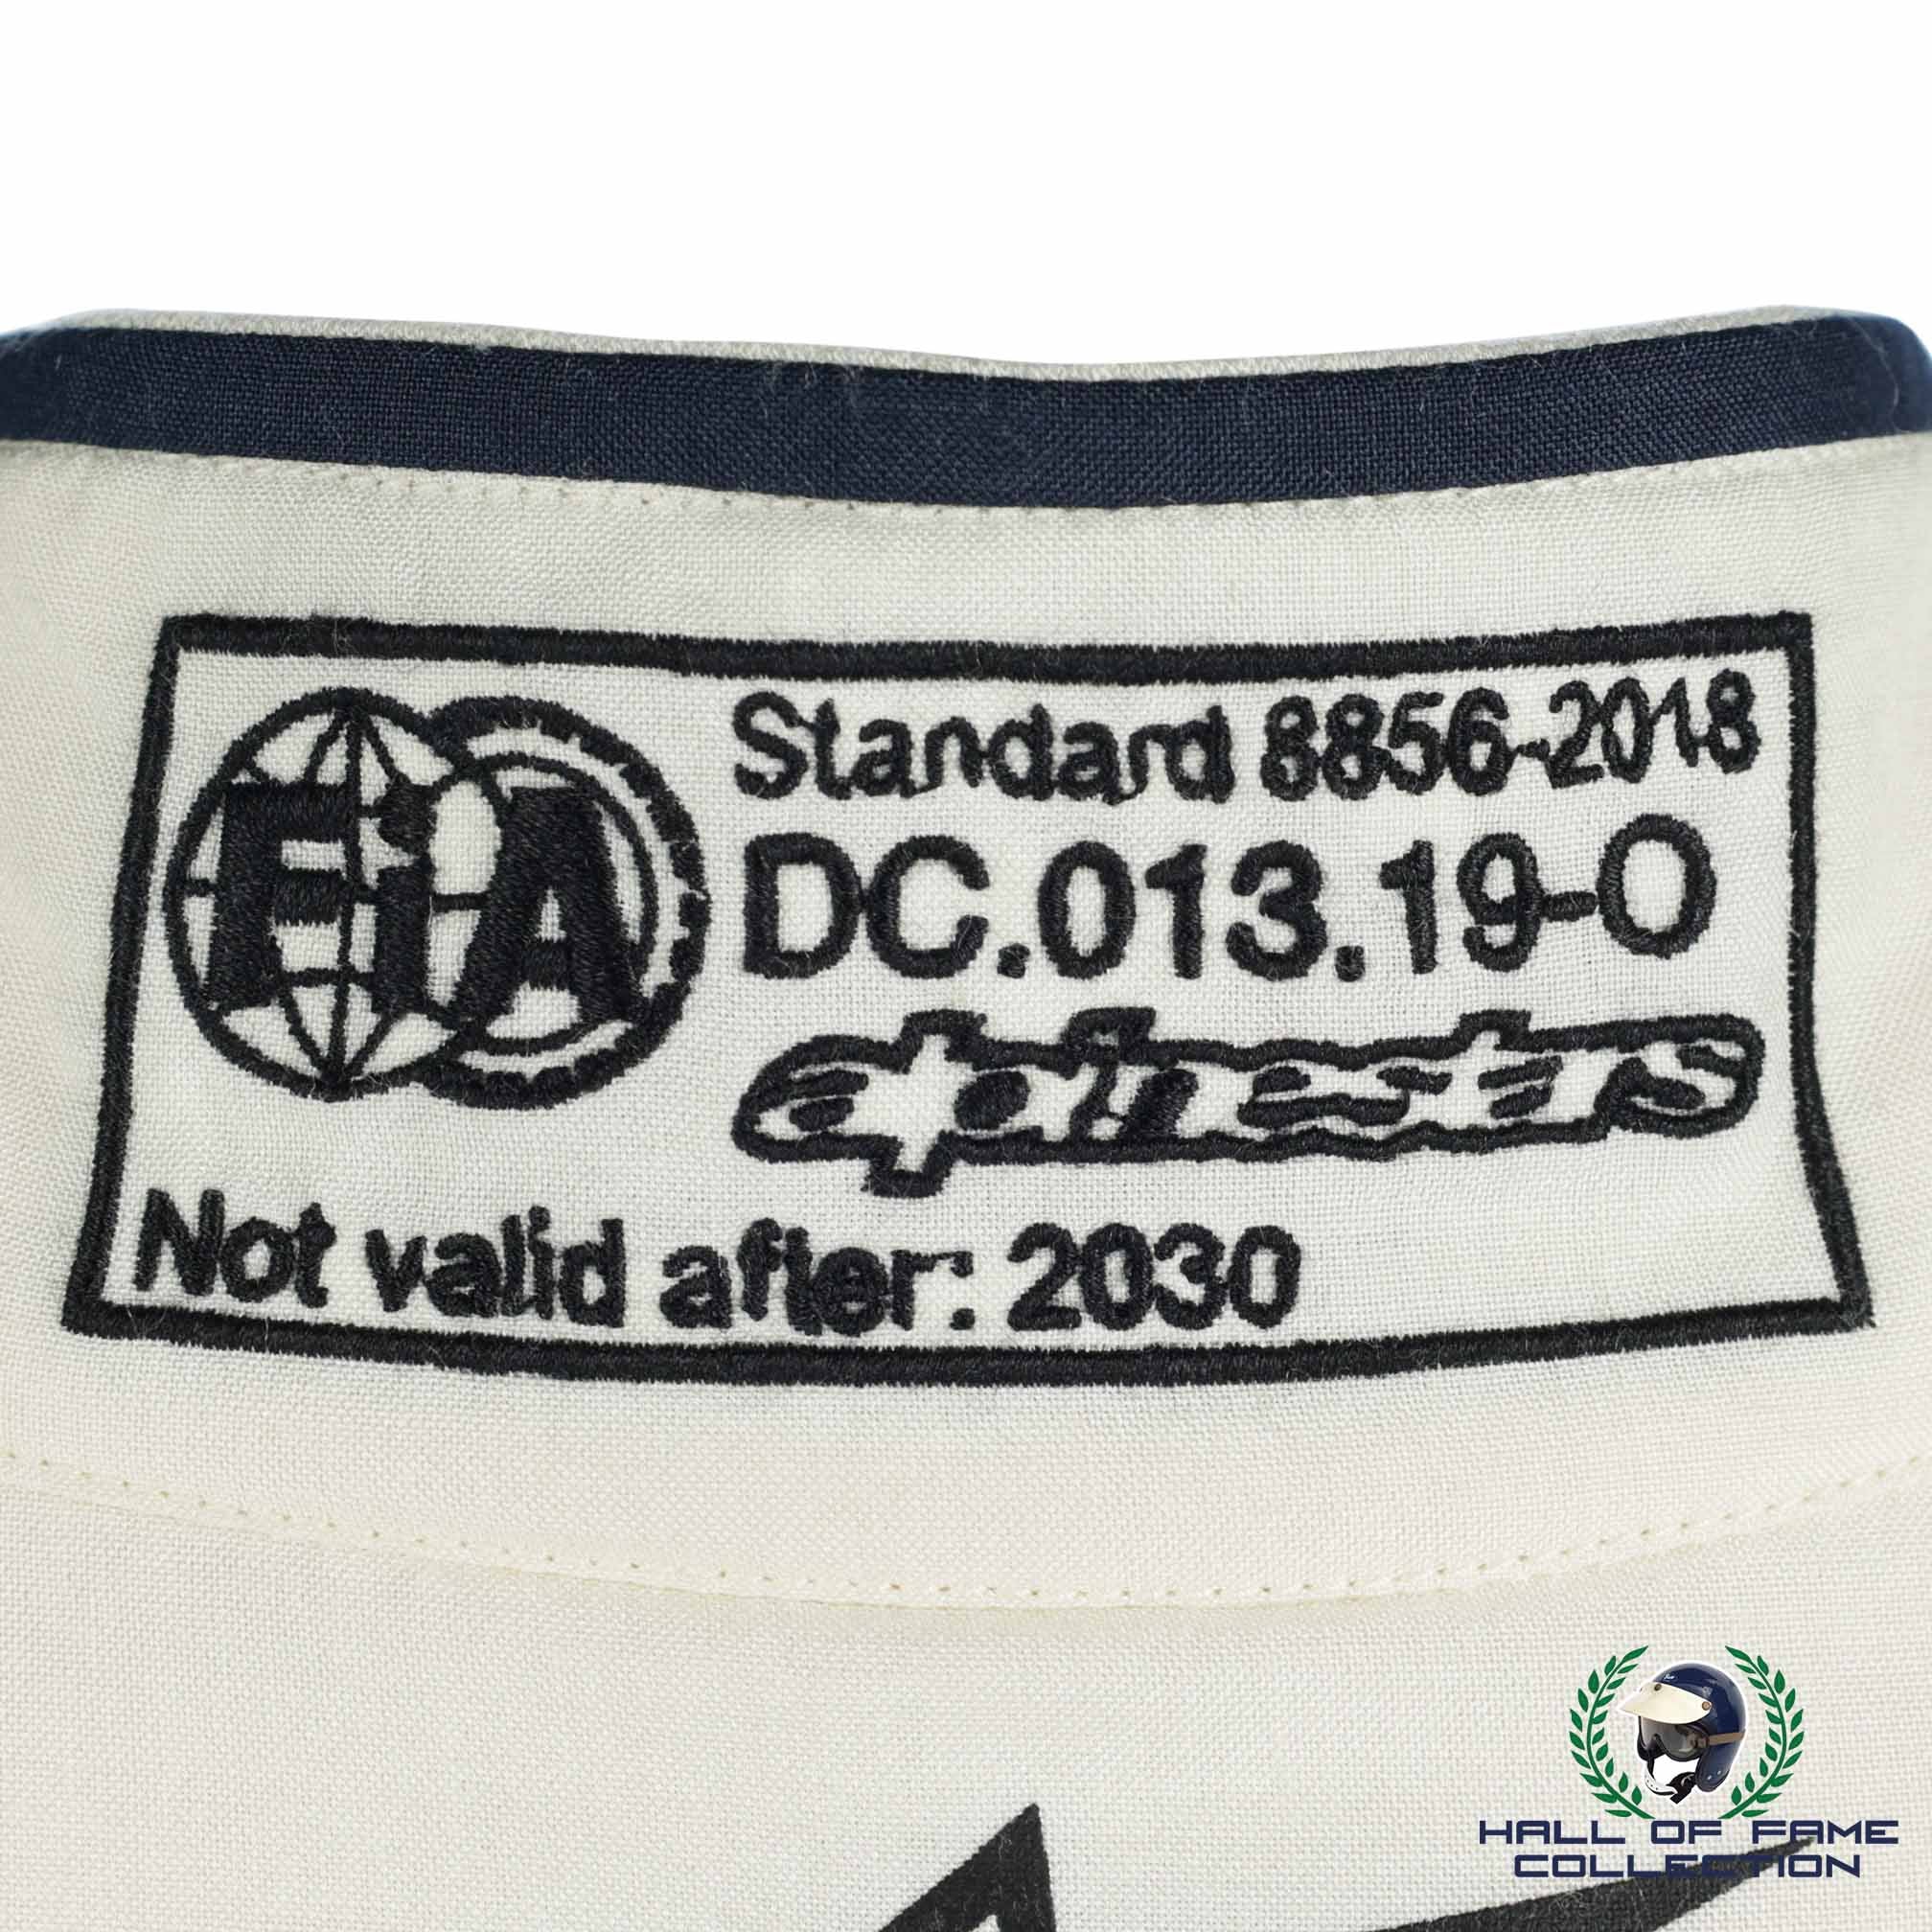 FiA
Standard 8856-2018
DC.013.19-O
alpinestars
Not valid after: 2030
HALL OF FAME
COLLECTION